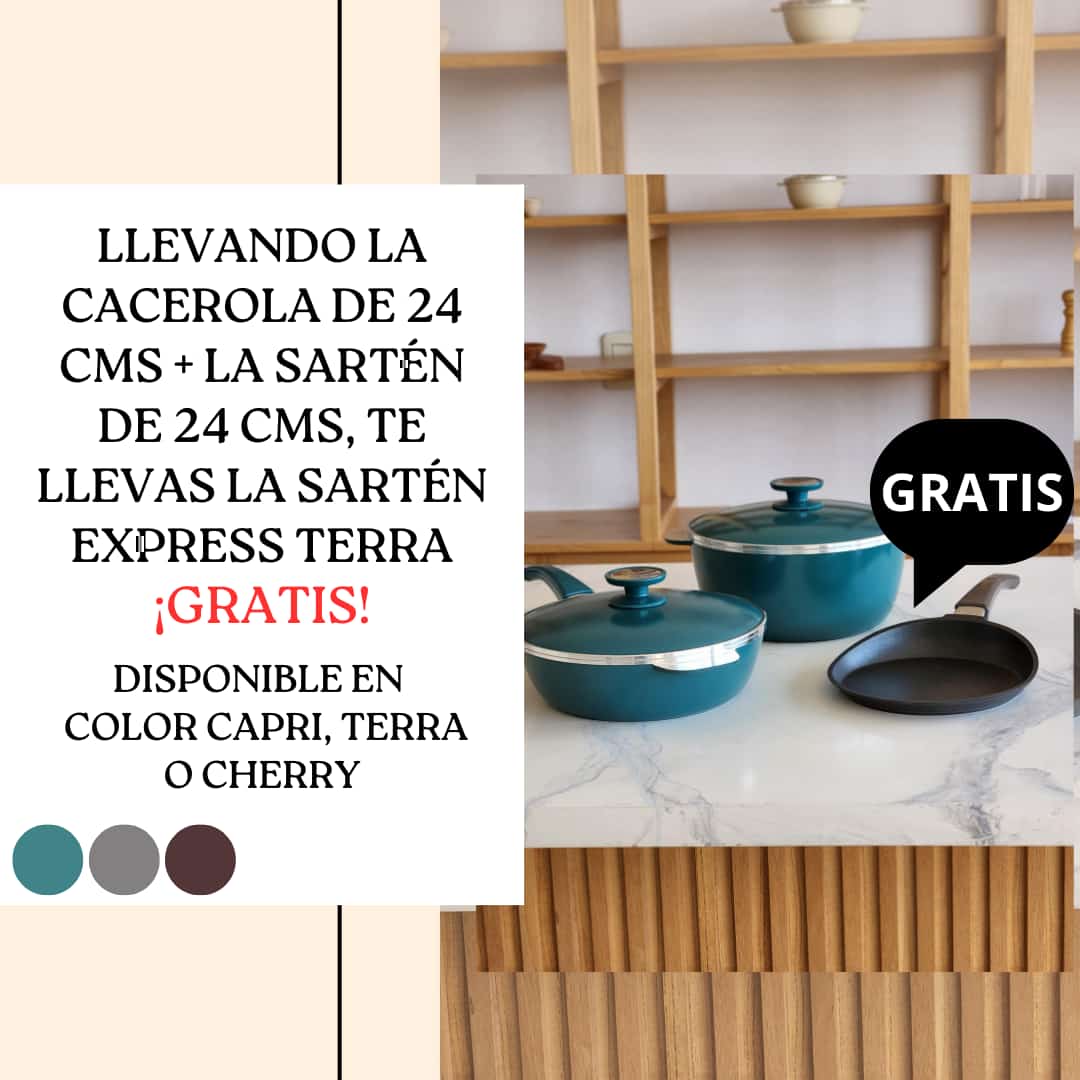 LLEVANDO LA
CACEROLA DE 24
CMS + LA SARTÉN
DE 24 CMS, TE
LLEVAS LA SARTÉN
EXPRESS TERRA
¡GRATIS!
DISPONIBLE EN
COLOR CAPRI, TERRA
O CHERRY
GRATIS